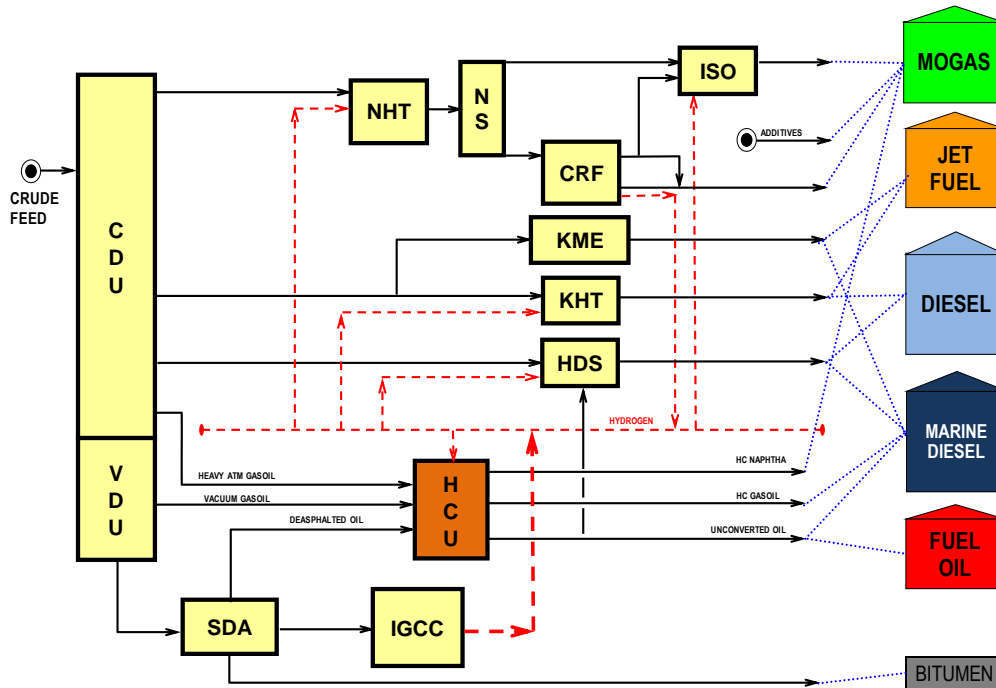 MOGAS
ISO
NHT
N
S
ADDITIVES
JET
FUEL
CRUDE
FEED
CRF
C
D
U
KME
KHT
DIESEL
HDS
HYDROGEN
MARINE
DIESEL
V
D
U
HEAVY ATM GASOIL
VACUUM GASOIL
DEASPHALTED OIL
H
C
U
HC NAPHTHA
HC GASOIL
UNCONVERTED OIL
FUEL
OIL
SDA
IGCC
BITUMEN